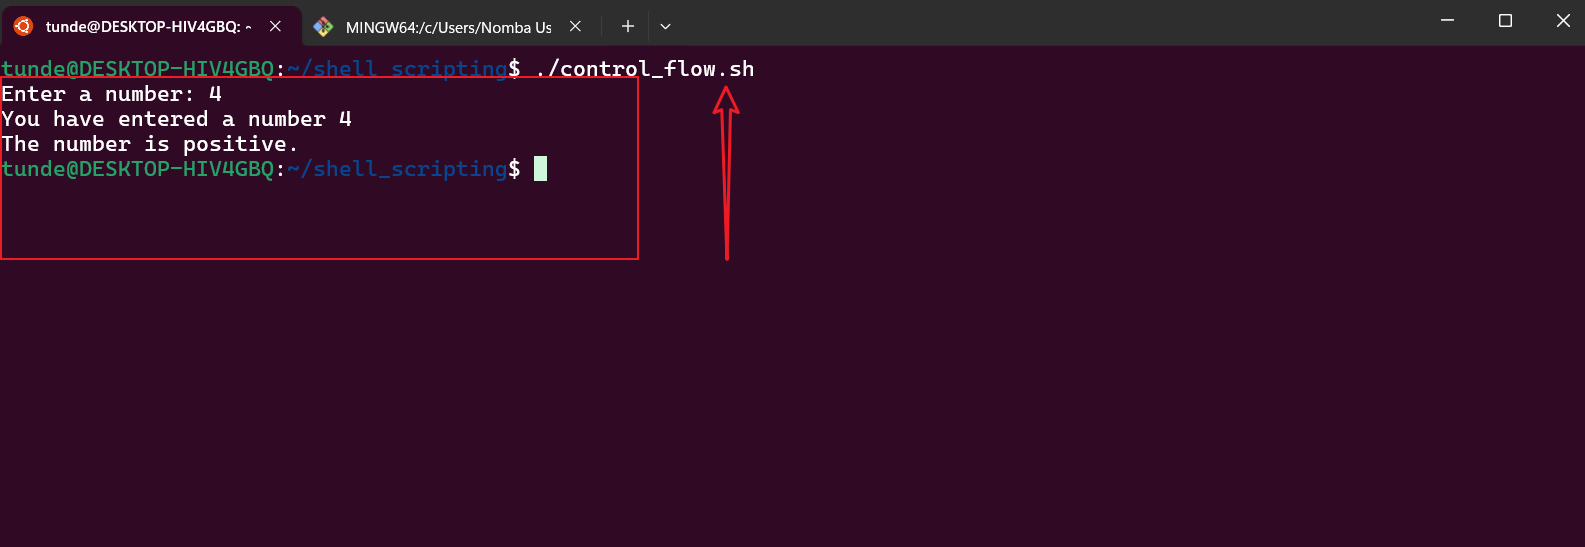 tunde@DESKTOP-HIV4GBQ: ~
MINGW64:/c/Users/Nomba Us
tunde@DESKTOP-HIV4GBQ:~/shell_scripting$ ./control_flow.sh
Enter a number: 4
You have entered a number 4
The number is positive.
tunde@DESKTOP-HIV4GBQ:~/shell_scripting$